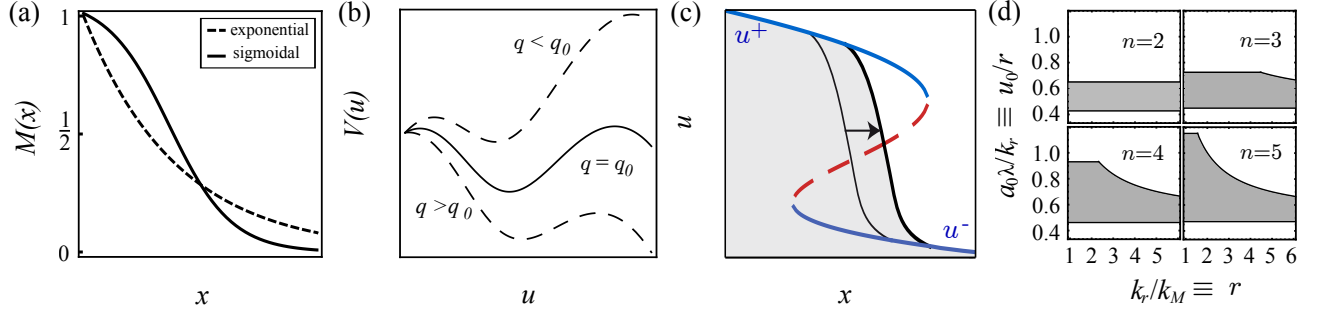 (a)
1
1
2
0
M(x)
x
exponential
sigmoidal
(b)
V(u)
u
q < q₀
q = q₀
q > q₀
(c)
u
x
u⁺
u⁻
(d)
a₀λ/kᵣ ≡ u₀/r
1.0
0.8
0.6
0.4
1.0
0.8
0.6
0.4
n=2
n=3
n=4
n=5
1 2 3 4 5 1 2 3 4 5 6
kᵣ/k_M ≡ r